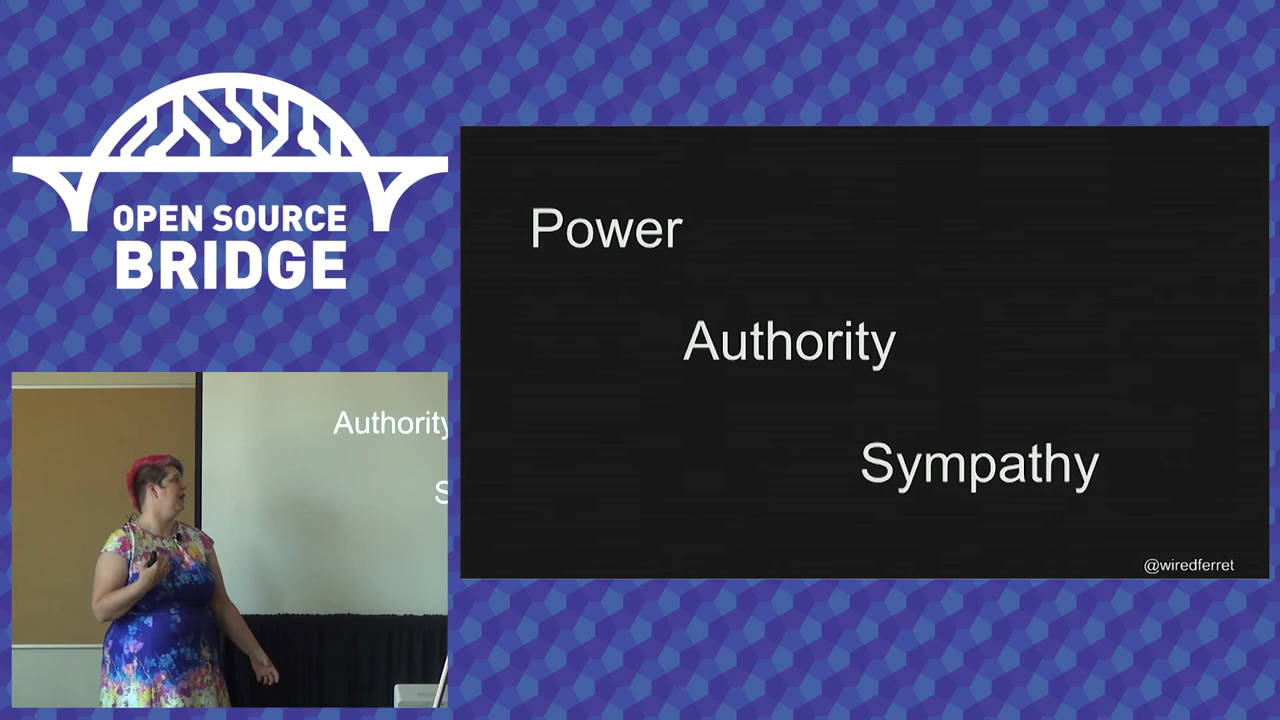 OPEN SOURCE
BRIDGE
Power
Authority
Sympathy
@wiredferret
Authority
S